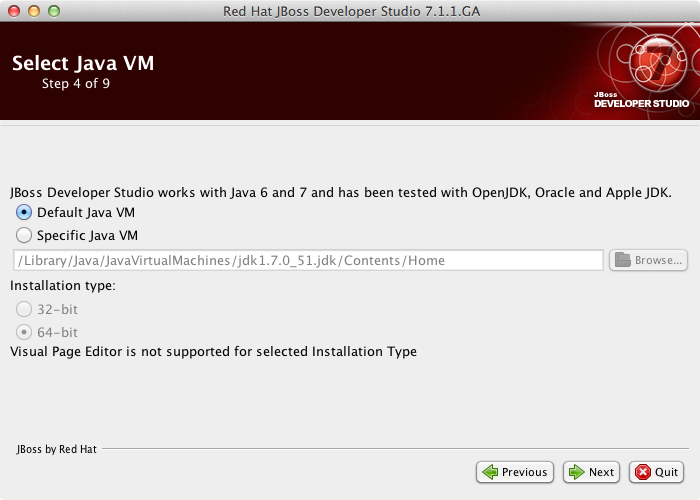 Red Hat JBoss Developer Studio 7.1.1.GA
Select Java VM
Step 4 of 9
7
JBoss
DEVELOPER STUDIO
JBoss Developer Studio works with Java 6 and 7 and has been tested with OpenJDK, Oracle and Apple JDK.
Default Java VM
Specific Java VM
/Library/Java/JavaVirtualMachines/jdk1.7.0_51.jdk/Contents/Home
Browse...
Installation type:
32-bit
64-bit
Visual Page Editor is not supported for selected Installation Type
JBoss by Red Hat
Previous
Next
Quit